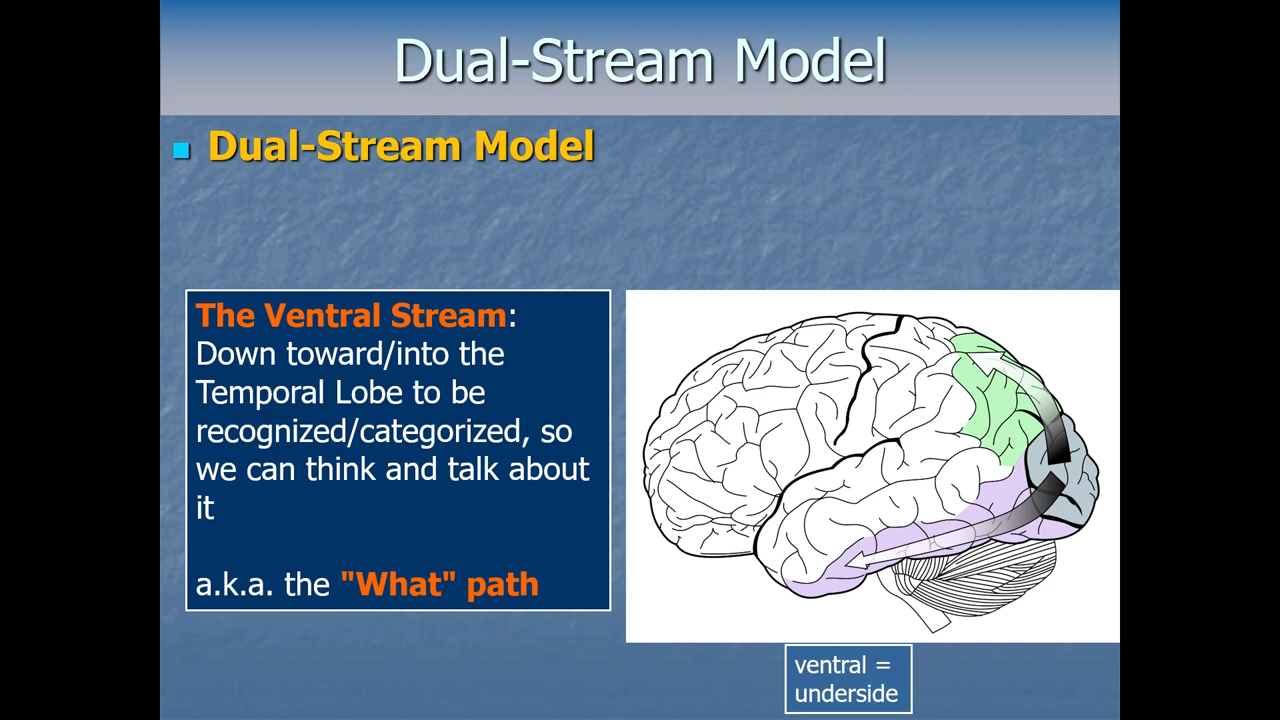 Dual-Stream Model
Dual-Stream Model
The Ventral Stream:
Down toward/into the
Temporal Lobe to be
recognized/categorized, so
we can think and talk about
it
a.k.a. the "What" path
ventral =
underside